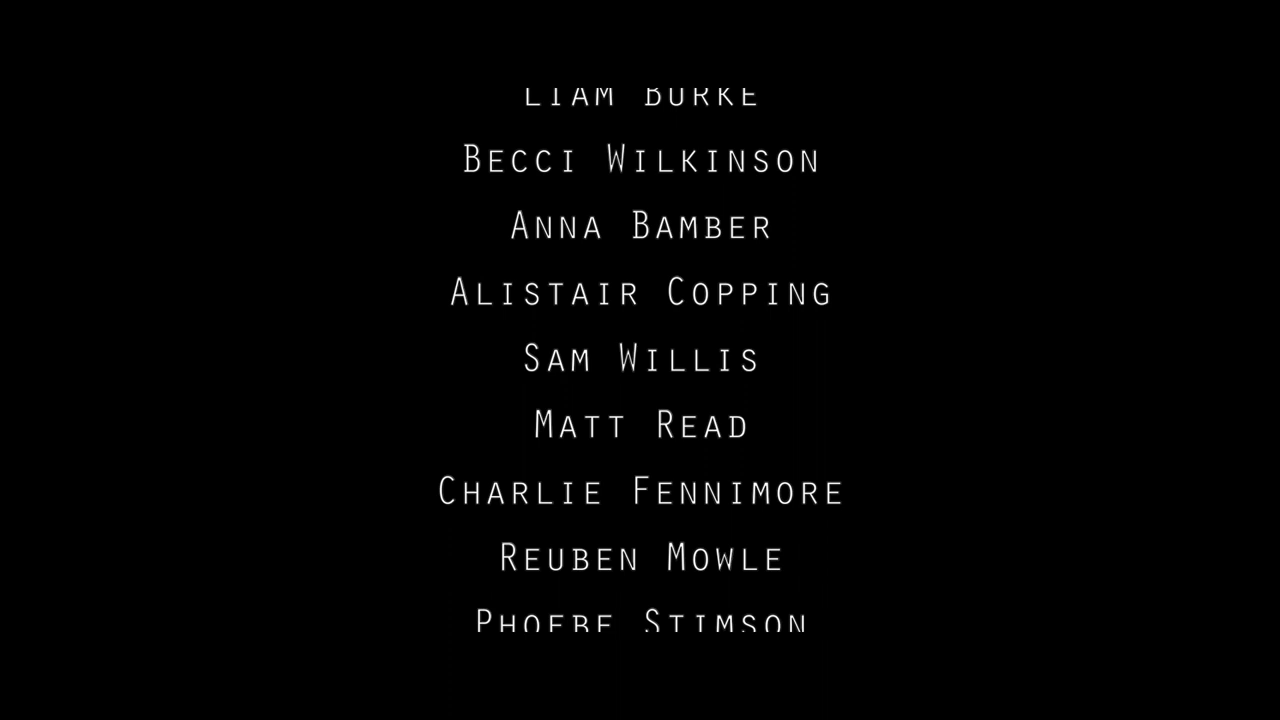 Liam Burke
Becci Wilkinson
Anna Bamber
Alistair Copping
Sam Willis
Matt Read
Charlie Fennimore
Reuben Mowle
Phoebe Stimson